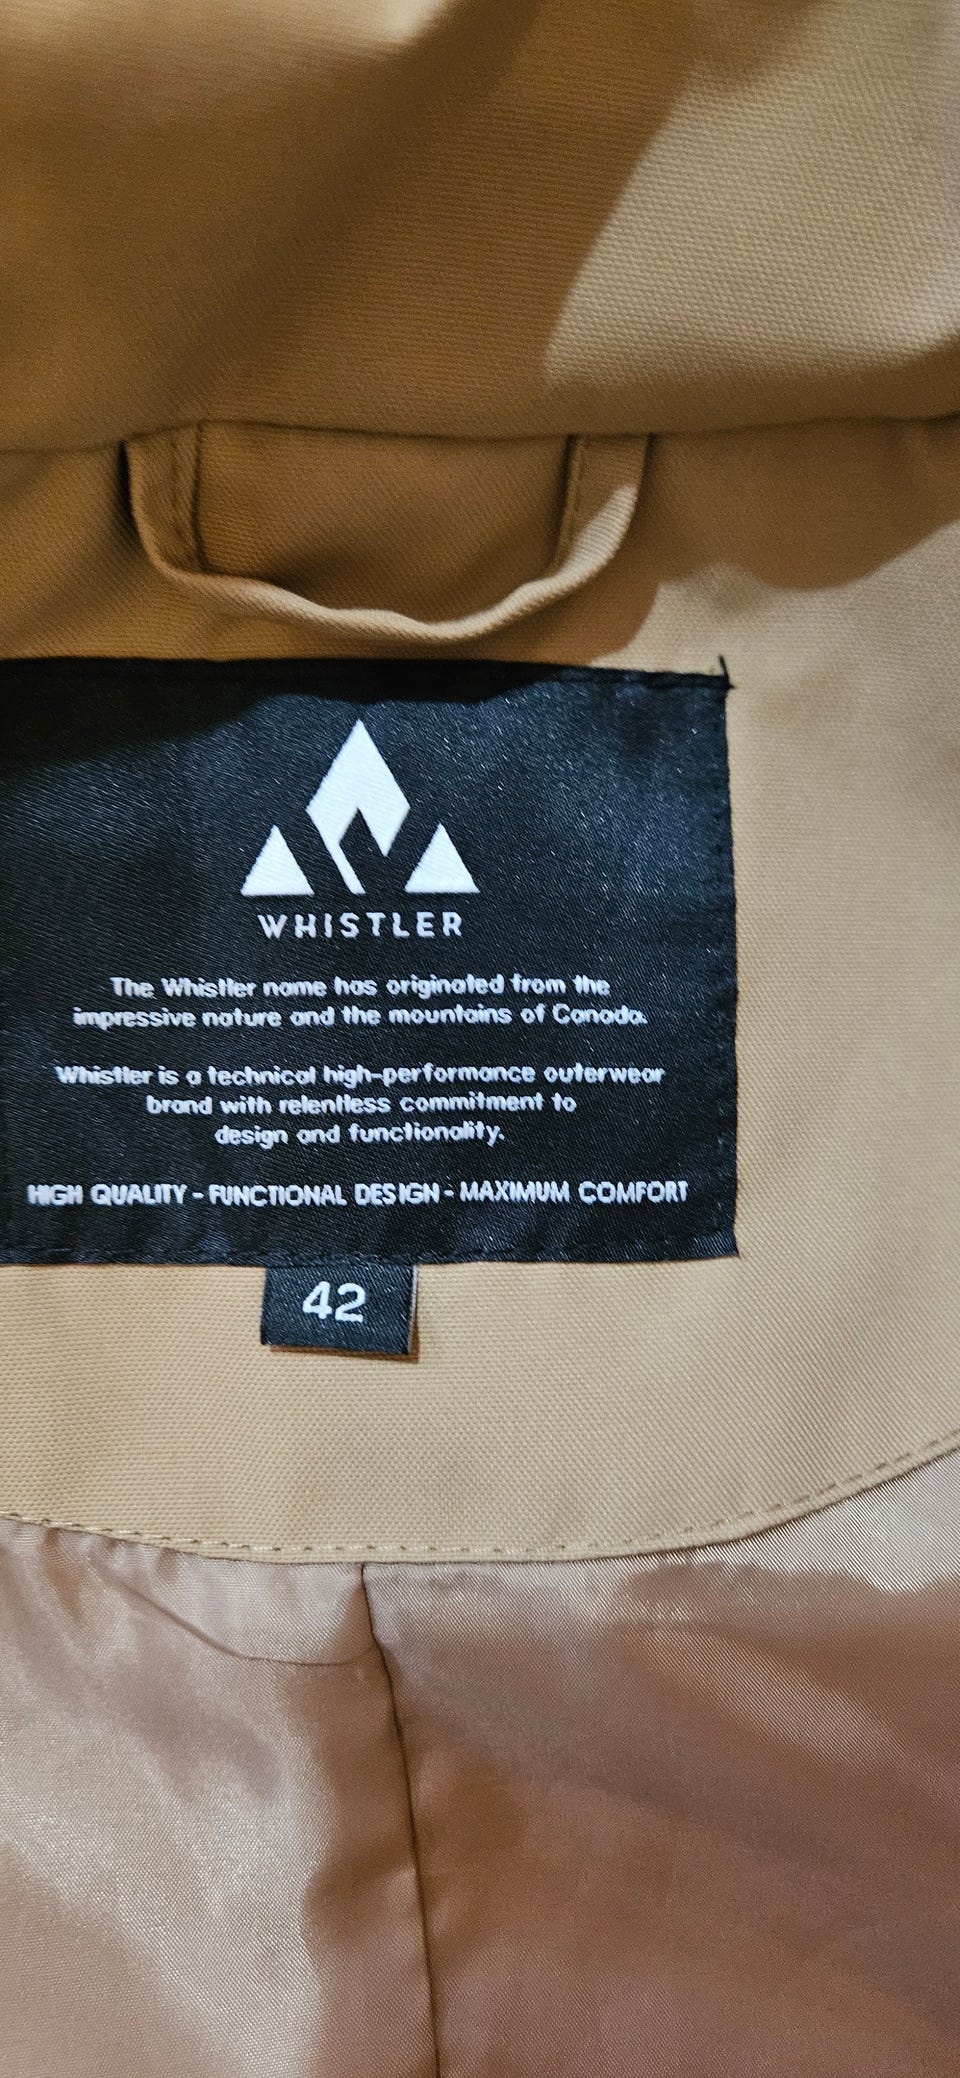 WHISTLER
The Whistler name has originated from the
impressive nature and the mountains of Canada.
Whistler is a technical high-performance outerwear
brand with relentless commitment to
design and functionality.
HIGH QUALITY - FUNCTIONAL DESIGN - MAXIMUM COMFORT
42